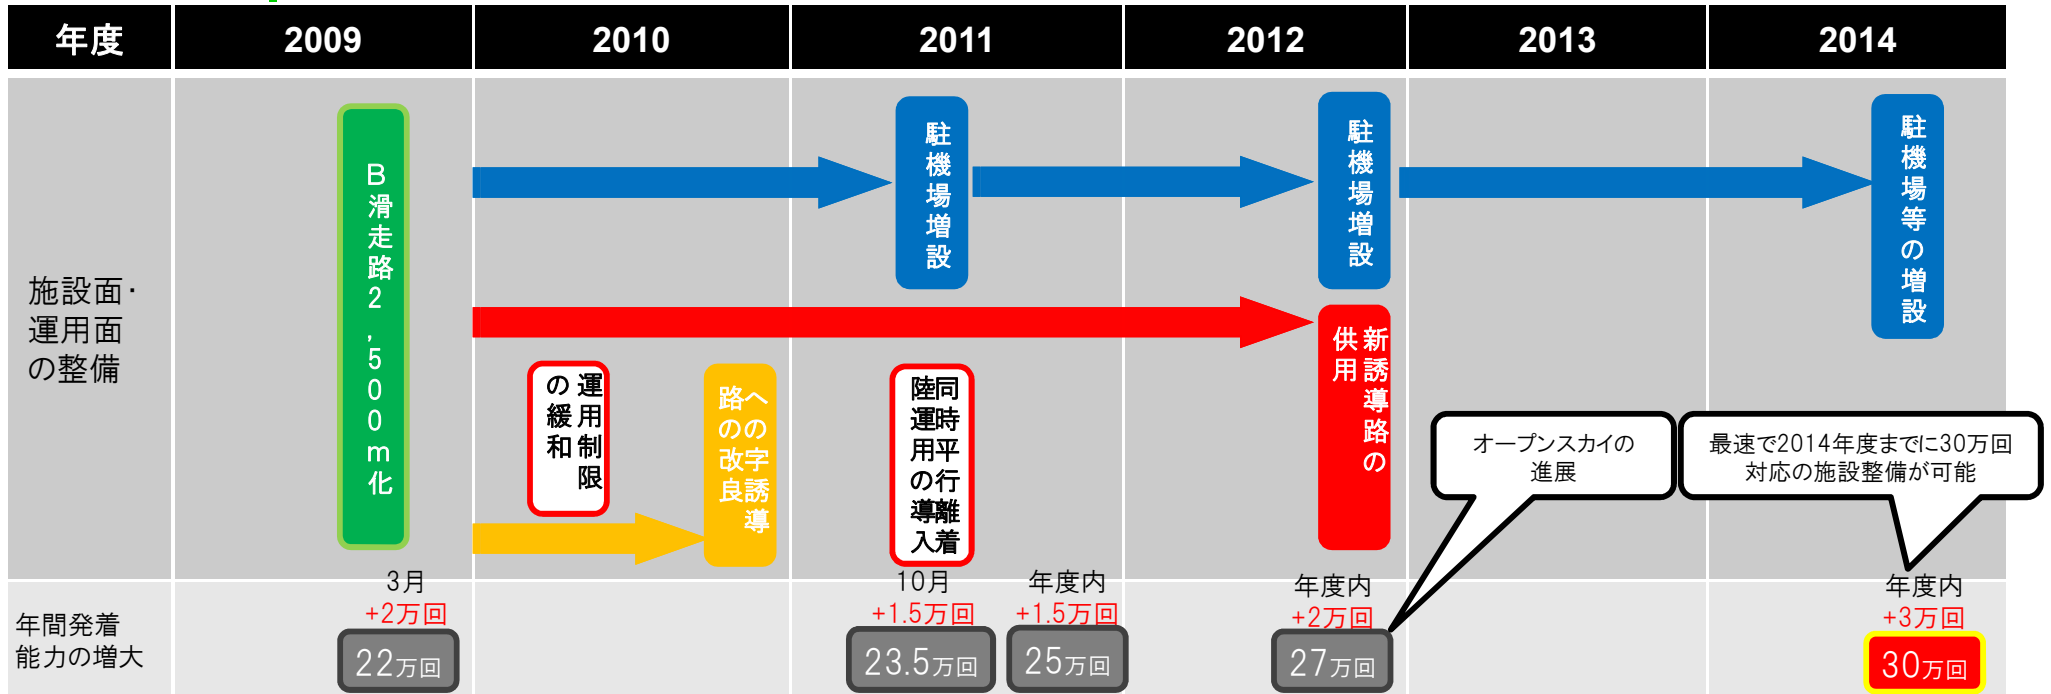 年度
2009
2010
2011
2012
2013
2014
施設面・
運用面
の整備
B滑走路2,500m化
運用制限
の緩和
への字誘導
路の改良
駐機場増設
同時平行離着
陸運用の導入
駐機場増設
新誘導路の
供用
駐機場等の増設
オープンスカイの
進展
最速で2014年度までに30万回
対応の施設整備が可能
年間発着
能力の増大
3月
+2万回
22万回
10月
+1.5万回
23.5万回
年度内
+1.5万回
25万回
年度内
+2万回
27万回
年度内
+3万回
30万回